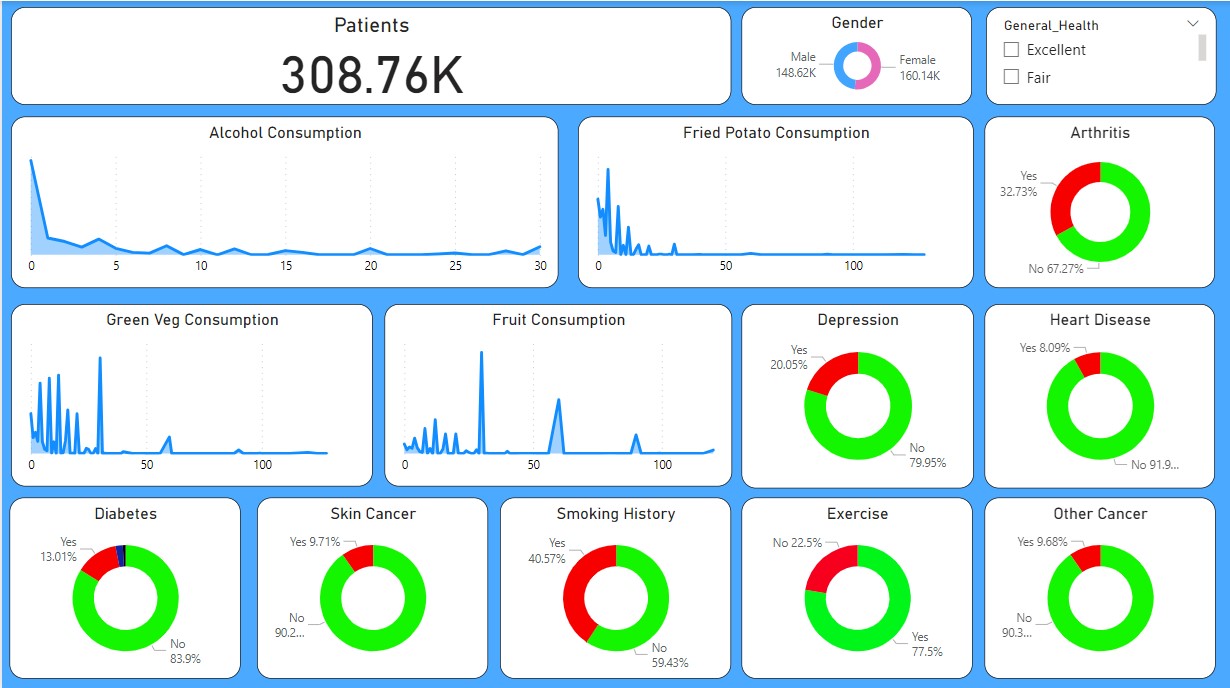 Patients
308.76K
Gender
Male
148.62K
Female
160.14K
General_Health
Excellent
Fair
Alcohol Consumption
0 5 10 15 20 25 30
Fried Potato Consumption
0 50 100
Arthritis
Yes
32.73%
No 67.27%
Green Veg Consumption
0 50 100
Fruit Consumption
0 50 100
Depression
Yes
20.05%
No
79.95%
Heart Disease
Yes 8.09%
No 91.9...
Diabetes
Yes
13.01%
No
83.9%
Skin Cancer
Yes 9.71%
No
90.2...
Smoking History
Yes
40.57%
No
59.43%
Exercise
No 22.5%
Yes
77.5%
Other Cancer
Yes 9.68%
No
90.3...